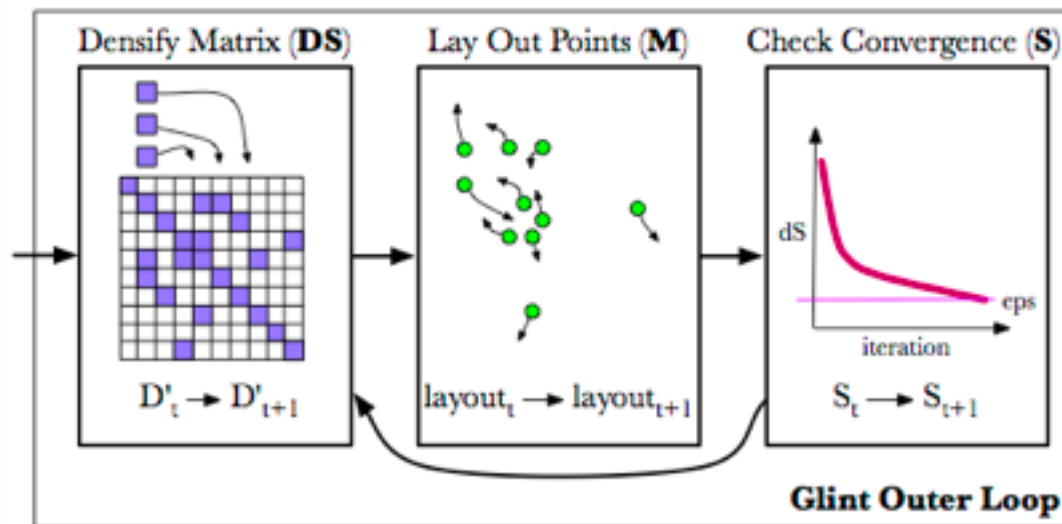 Densify Matrix (DS)
Lay Out Points (M)
Check Convergence (S)
dS
eps
iteration
D't → D't+1
layoutt → layoutt+1
St → St+1
Glint Outer Loop